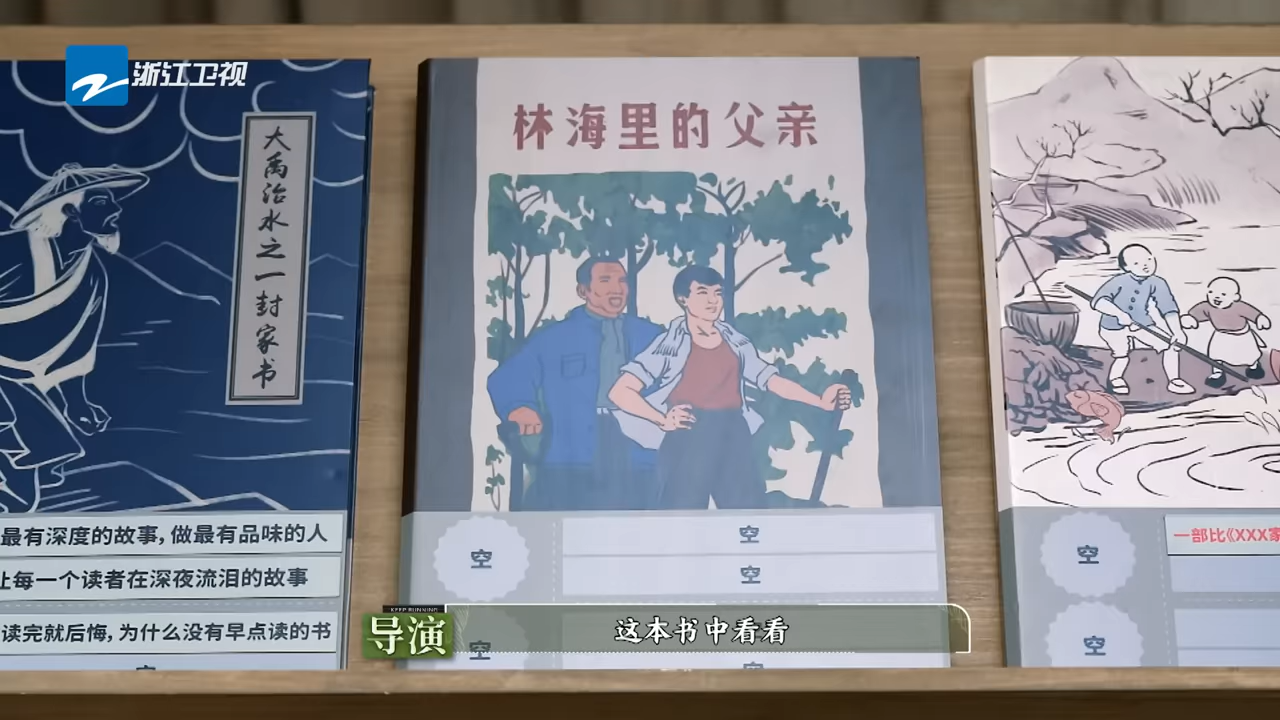 浙江卫视
大禹治水之一封家书
最有深度的故事，做最有品味的人
让每一个读者在深夜流泪的故事
读完就后悔，为什么没有早点读的书
空
林海里的父亲
空
空
空
空
空
空
一部比《XXX家
空
KEEP RUNNING
导演
这本书中看看